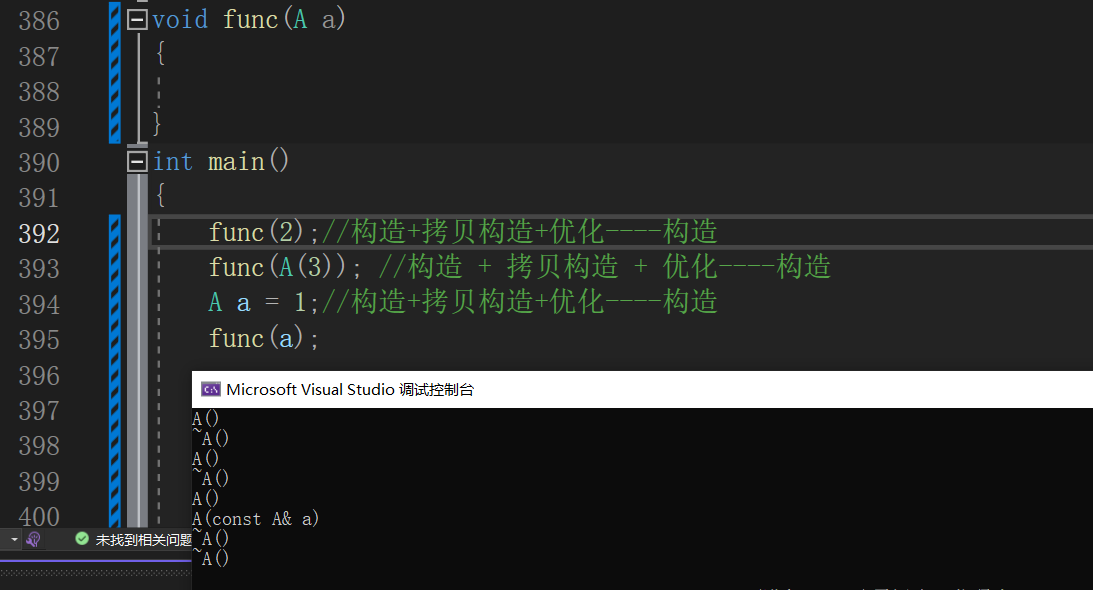 386 void func(A a)
387 {
388
389 }
390 int main()
391 {
392 func(2);//构造+拷贝构造+优化----构造
393 func(A(3)); //构造 + 拷贝构造 + 优化----构造
394 A a = 1;//构造+拷贝构造+优化----构造
395 func(a);
396
397
398
399
400
未找到相关问题
Microsoft Visual Studio 调试控制台
A()
~A()
A()
~A()
A()
A(const A& a)
~A()
~A()